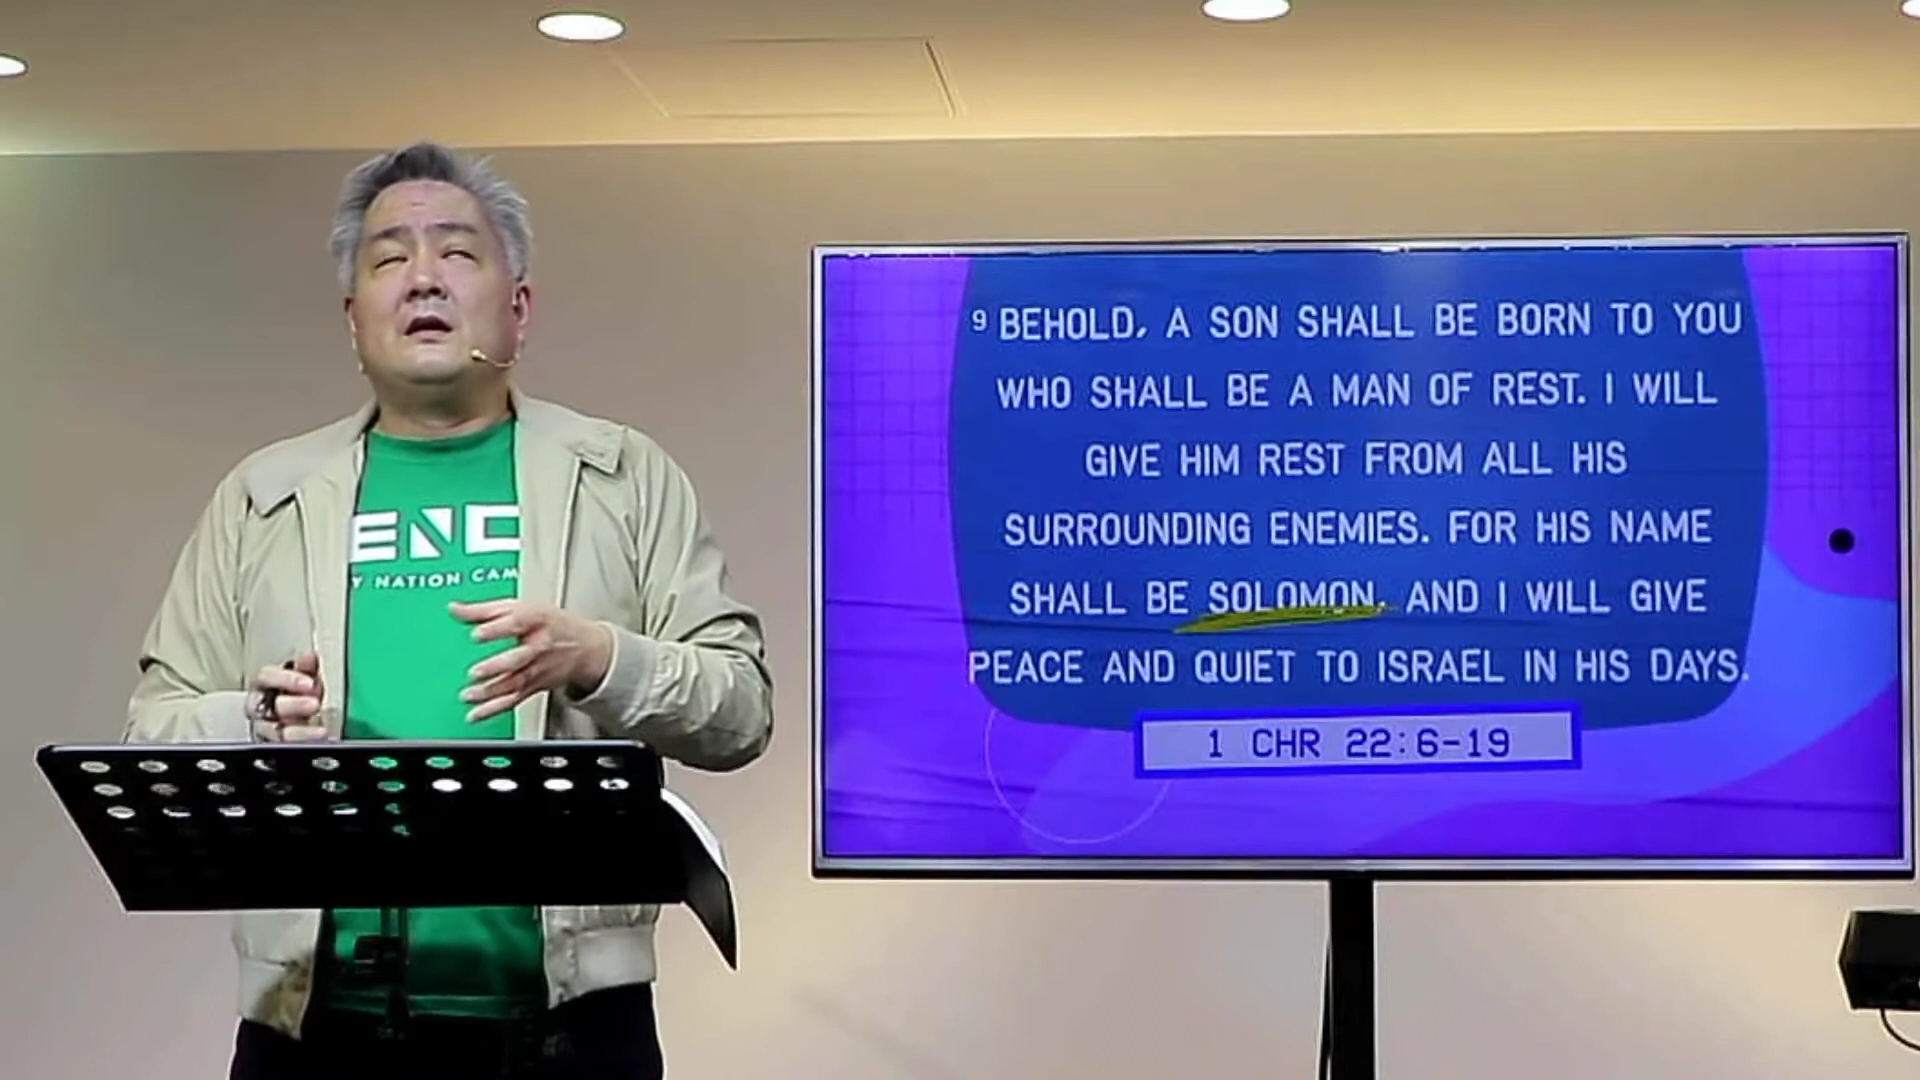 ENC
Y NATION CAM
9 BEHOLD, A SON SHALL BE BORN TO YOU
WHO SHALL BE A MAN OF REST. I WILL
GIVE HIM REST FROM ALL HIS
SURROUNDING ENEMIES. FOR HIS NAME
SHALL BE SOLOMON, AND I WILL GIVE
PEACE AND QUIET TO ISRAEL IN HIS DAYS.
1 CHR 22:6-19